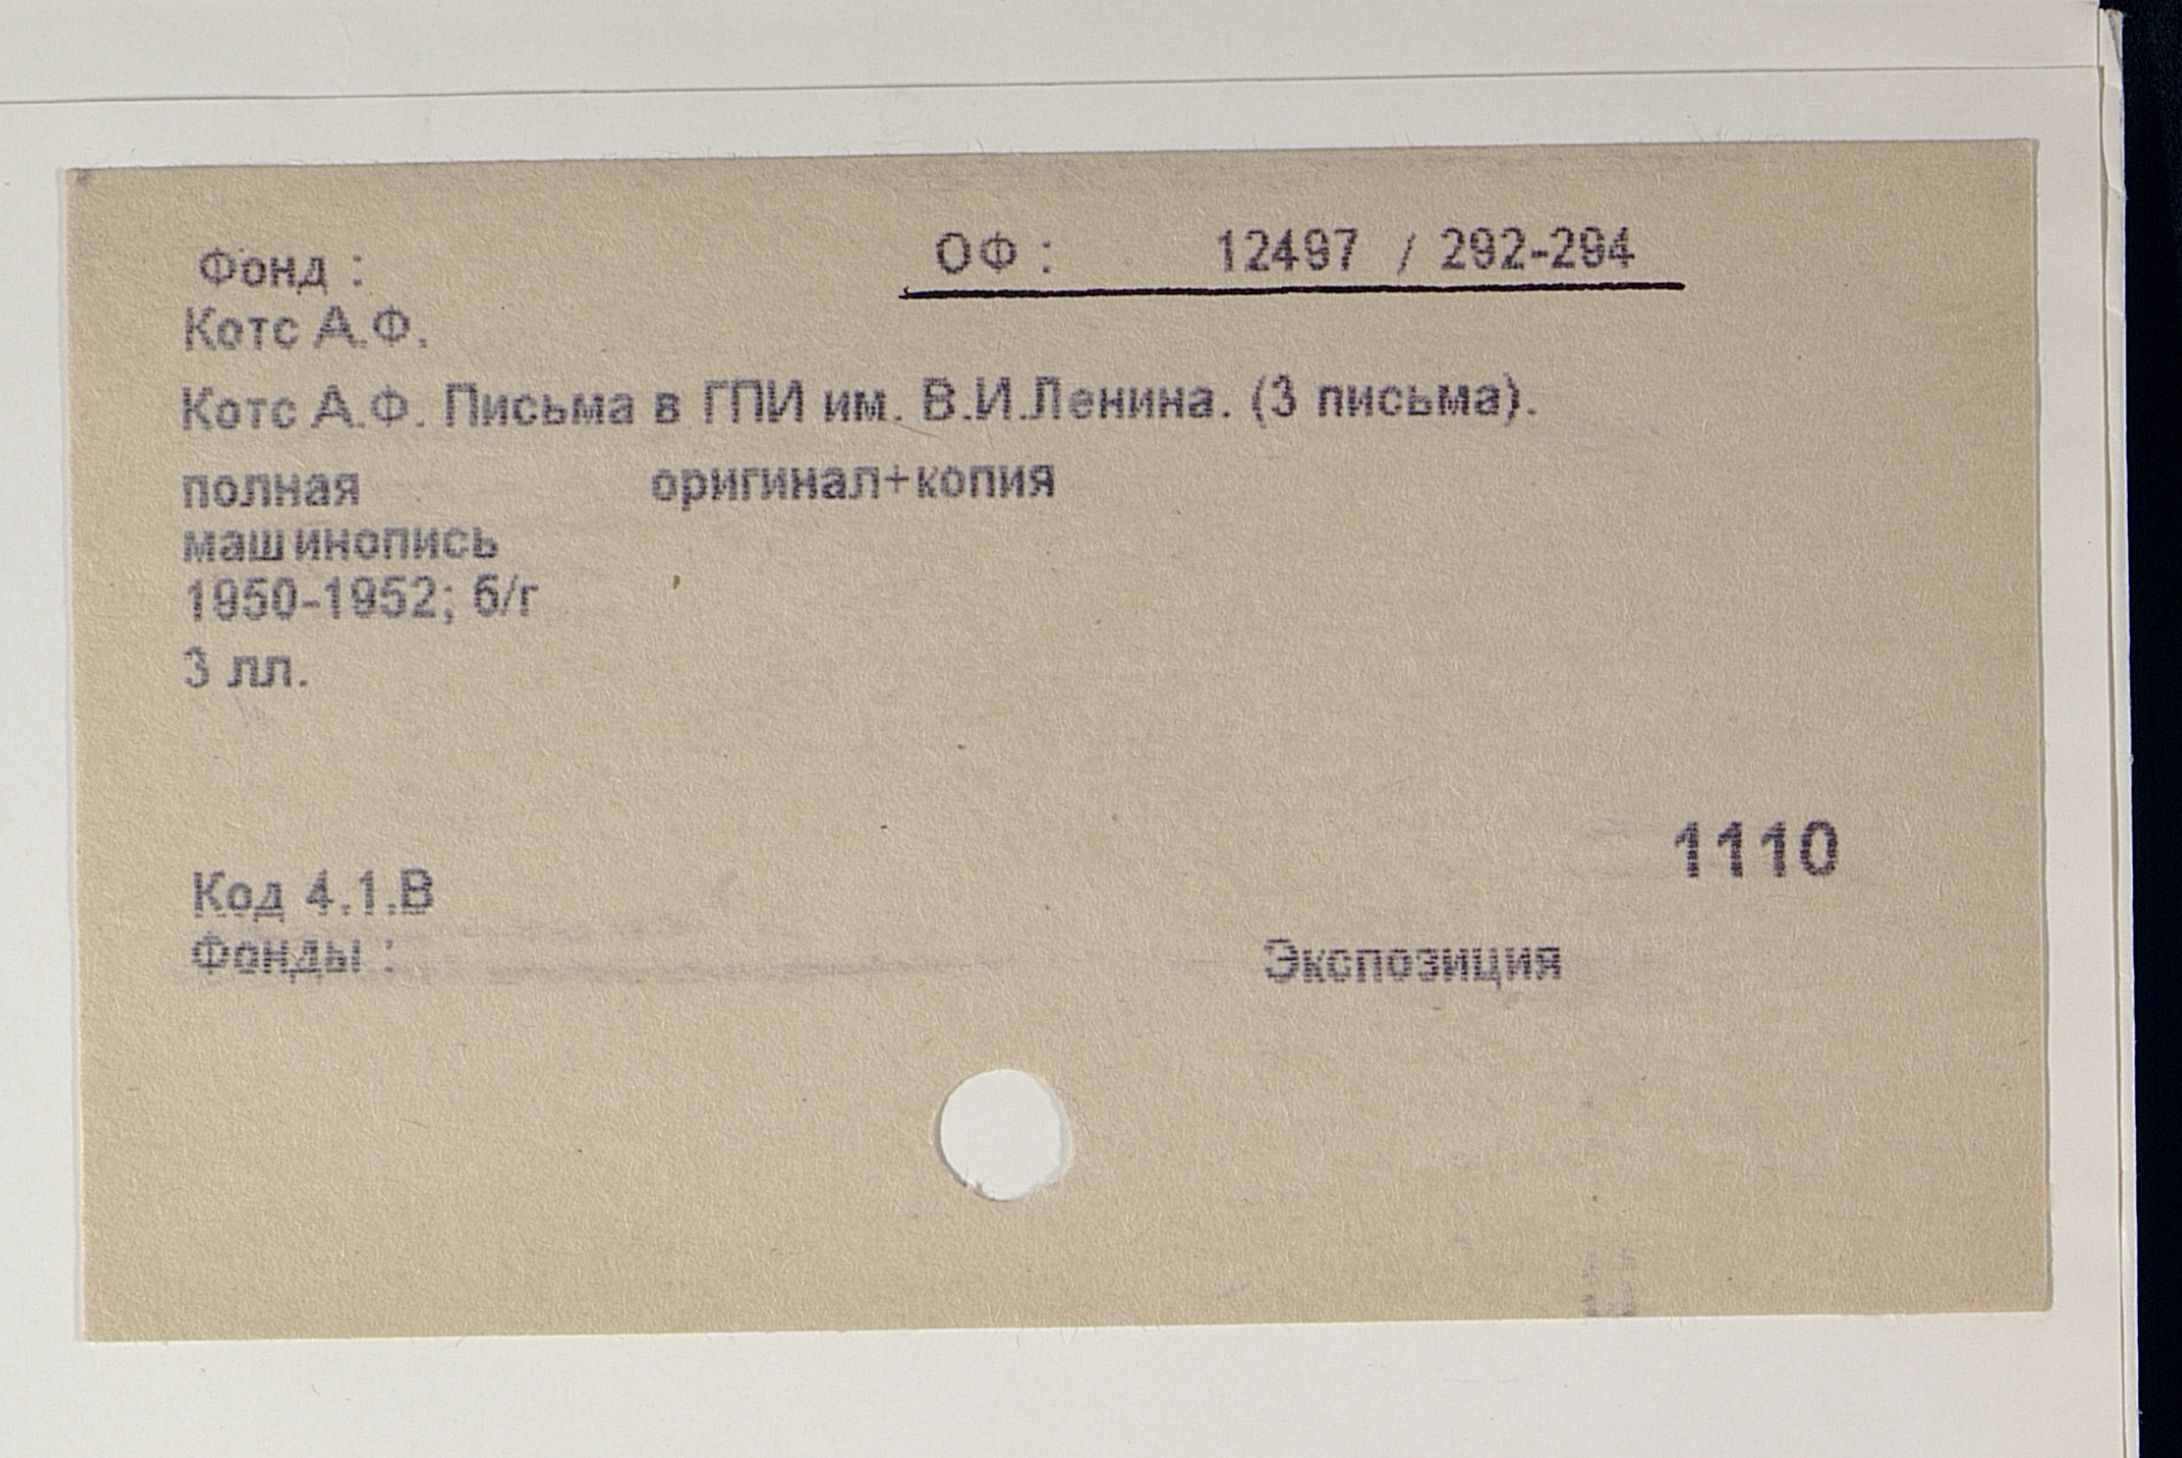 Фонд :
ОФ : 12497 / 292-294
Котс А.Ф.
Котс А.Ф. Письма в ГПИ им. В.И.Ленина. (3 письма).
полная оригинал+копия
машинопись
1950-1952; б/г
3 лл.
1110
Код 4.1.В
Фонды : Экспозиция